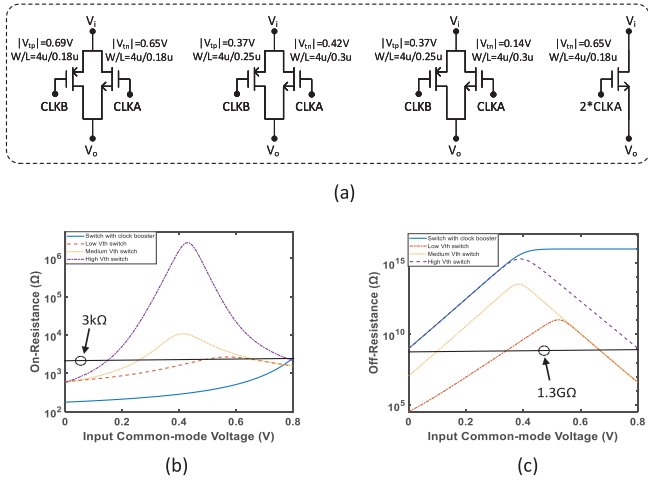 Vi
Vi
Vi
Vi
|Vtp|=0.69V
|Vtn|=0.65V
|Vtp|=0.37V
|Vtn|=0.42V
|Vtp|=0.37V
|Vtn|=0.14V
|Vtn|=0.65V
W/L=4u/0.18u
W/L=4u/0.18u
W/L=4u/0.25u
W/L=4u/0.3u
W/L=4u/0.25u
W/L=4u/0.3u
W/L=4u/0.18u
CLKB
CLKA
CLKB
CLKA
CLKB
CLKA
2*CLKA
Vo
Vo
Vo
Vo
(a)
Switch with clock booster
Low Vth switch
Medium Vth switch
High Vth switch
On-Resistance (Ω)
10^6
10^5
10^4
10^3
10^2
3kΩ
0
0.2
0.4
0.6
0.8
Input Common-mode Voltage (V)
(b)
Switch with clock booster
Low Vth switch
Medium Vth switch
High Vth switch
Off-Resistance (Ω)
10^15
10^10
10^5
1.3GΩ
0
0.2
0.4
0.6
0.8
Input Common-mode Voltage (V)
(c)